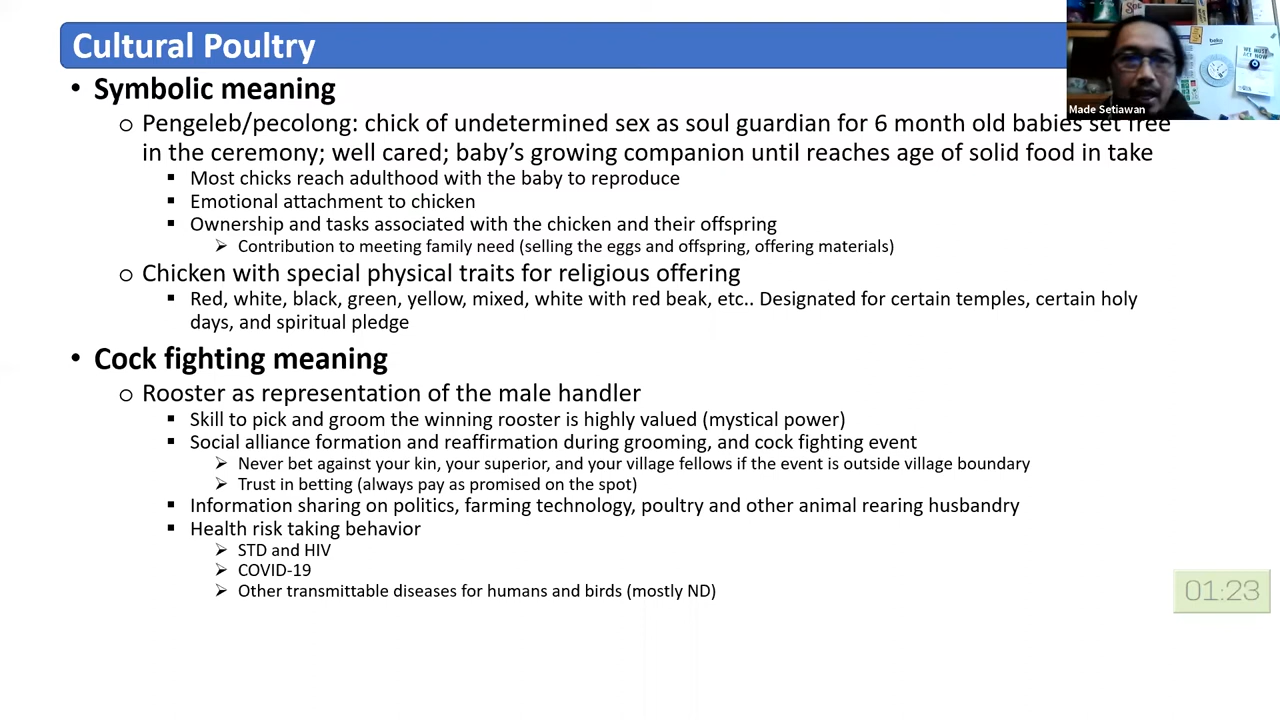 Cultural Poultry
• Symbolic meaning
o Pengeleb/pecolong: chick of undetermined sex as soul guardian for 6 month old babies set free
in the ceremony; well cared; baby's growing companion until reaches age of solid food in take
▪ Most chicks reach adulthood with the baby to reproduce
▪ Emotional attachment to chicken
▪ Ownership and tasks associated with the chicken and their offspring
➢ Contribution to meeting family need (selling the eggs and offspring, offering materials)
o Chicken with special physical traits for religious offering
▪ Red, white, black, green, yellow, mixed, white with red beak, etc.. Designated for certain temples, certain holy
days, and spiritual pledge
• Cock fighting meaning
o Rooster as representation of the male handler
▪ Skill to pick and groom the winning rooster is highly valued (mystical power)
▪ Social alliance formation and reaffirmation during grooming, and cock fighting event
➢ Never bet against your kin, your superior, and your village fellows if the event is outside village boundary
➢ Trust in betting (always pay as promised on the spot)
▪ Information sharing on politics, farming technology, poultry and other animal rearing husbandry
▪ Health risk taking behavior
➢ STD and HIV
➢ COVID-19
➢ Other transmittable diseases for humans and birds (mostly ND)
beko
WE MUST
ACT NOW
Made Setiawan
01:23